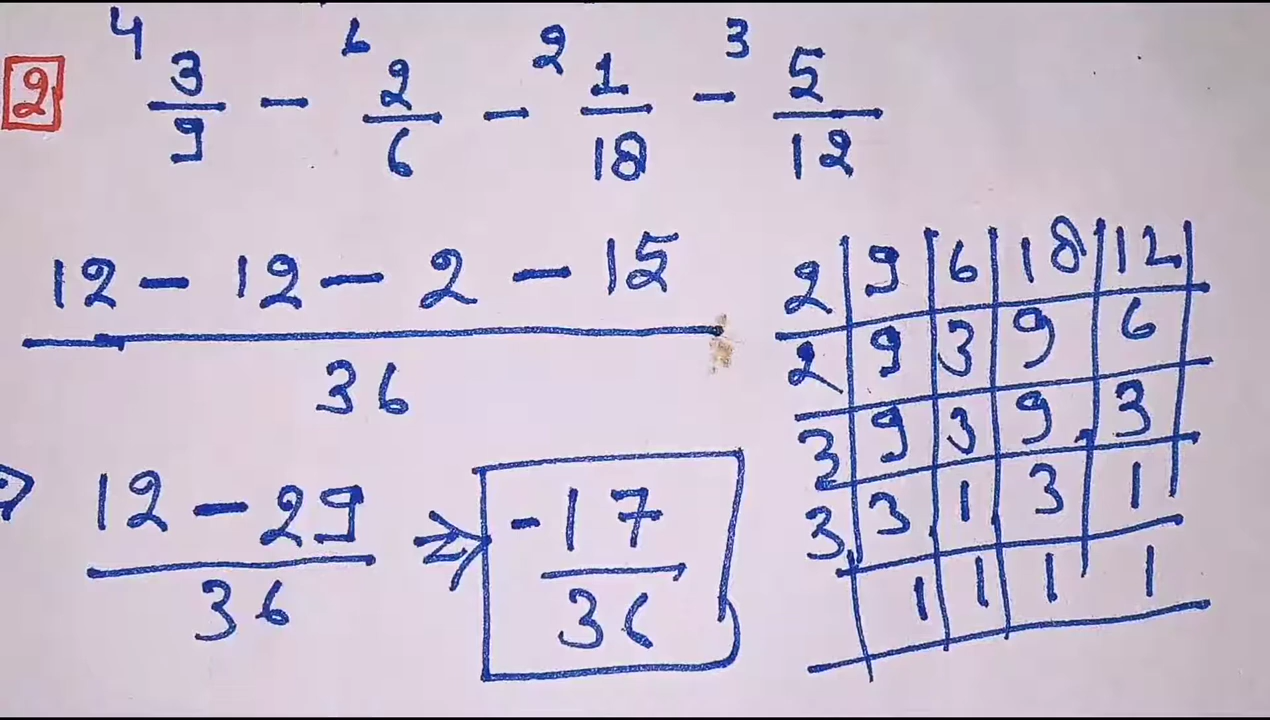 2 4 3/9 - 6 2/6 - 2 1/18 - 3 5/12
12 - 12 - 2 - 15 / 36
⇒ 12 - 29 / 36 ⇒ -17 / 36
2 | 9 | 6 | 18 | 12
2 | 9 | 3 | 9 | 6
3 | 9 | 3 | 9 | 3
3 | 3 | 1 | 3 | 1
1 | 1 | 1 | 1